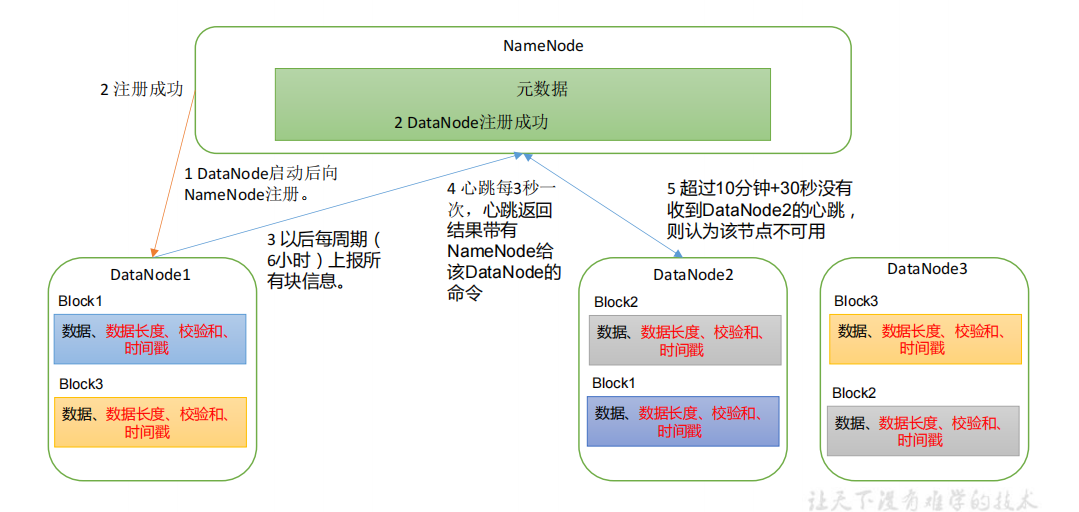 NameNode
元数据
2 DataNode注册成功
2 注册成功
1 DataNode启动后向
NameNode注册。
3 以后每周期（
6小时）上报所
有块信息。
4 心跳每3秒一
次，心跳返回
结果带有
NameNode给
该DataNode的
命令
5 超过10分钟+30秒没有
收到DataNode2的心跳，
则认为该节点不可用
DataNode1
Block1
数据、数据长度、校验和、
时间戳
Block3
数据、数据长度、校验和、
时间戳
DataNode2
Block2
数据、数据长度、校验和、
时间戳
Block1
数据、数据长度、校验和、
时间戳
DataNode3
Block3
数据、数据长度、校验和、
时间戳
Block2
数据、数据长度、校验和、
时间戳
让天下没有难学的技术